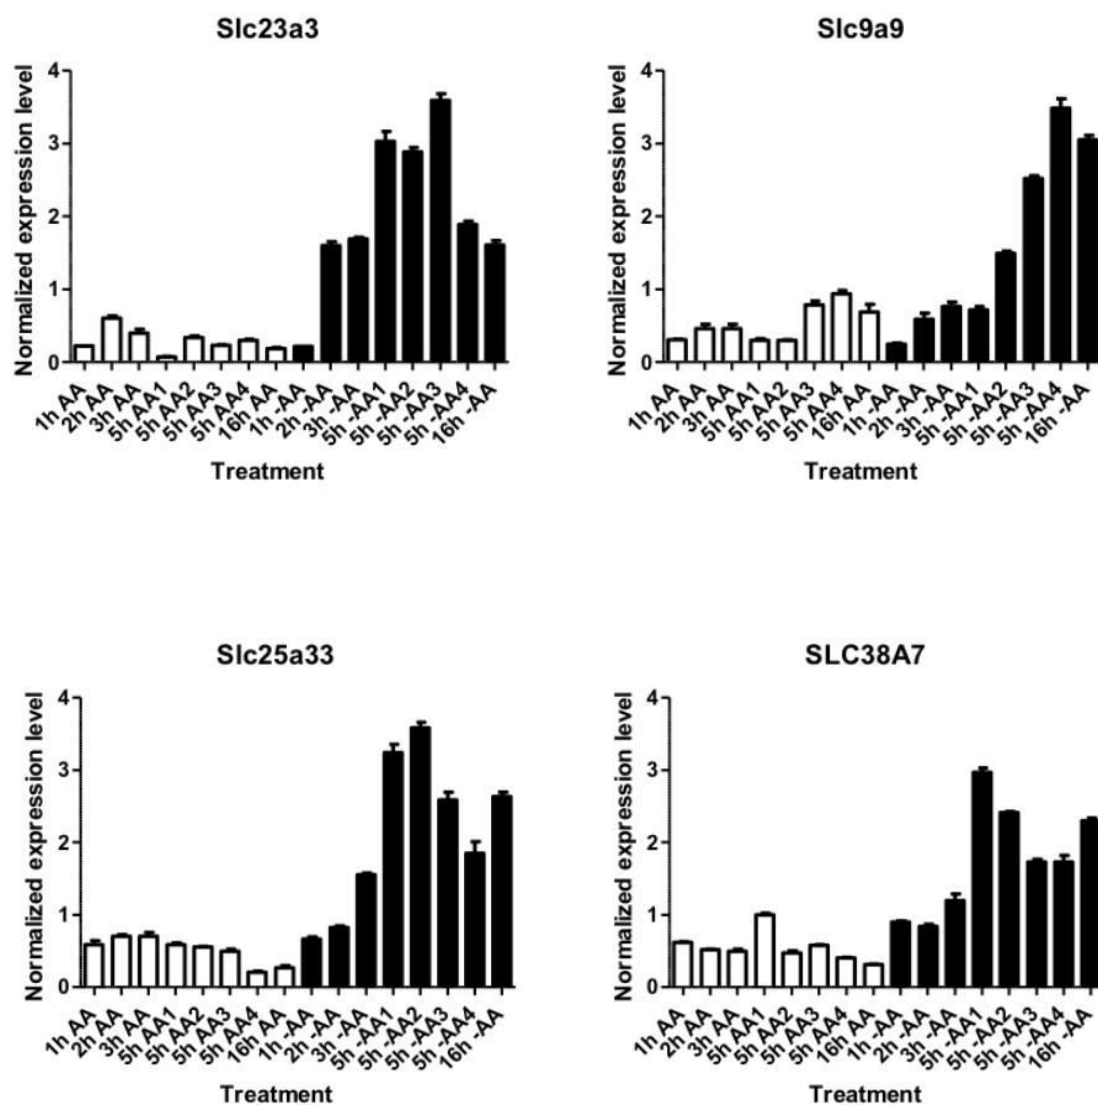 Slc23a3
Normalized expression level
4
3
2
1
0
1h AA
2h AA
3h AA
5h AA1
5h AA2
5h AA3
5h AA4
16h AA
1h -AA
2h -AA
3h -AA
5h -AA1
5h -AA2
5h -AA3
5h -AA4
16h -AA
Treatment
Slc9a9
Normalized expression level
4
3
2
1
0
1h AA
2h AA
3h AA
5h AA1
5h AA2
5h AA3
5h AA4
16h AA
1h -AA
2h -AA
3h -AA
5h -AA1
5h -AA2
5h -AA3
5h -AA4
16h -AA
Treatment
Slc25a33
Normalized expression level
4
3
2
1
0
1h AA
2h AA
3h AA
5h AA1
5h AA2
5h AA3
5h AA4
16h AA
1h -AA
2h -AA
3h -AA
5h -AA1
5h -AA2
5h -AA3
5h -AA4
16h -AA
Treatment
SLC38A7
Normalized expression level
4
3
2
1
0
1h AA
2h AA
3h AA
5h AA1
5h AA2
5h AA3
5h AA4
16h AA
1h -AA
2h -AA
3h -AA
5h -AA1
5h -AA2
5h -AA3
5h -AA4
16h -AA
Treatment